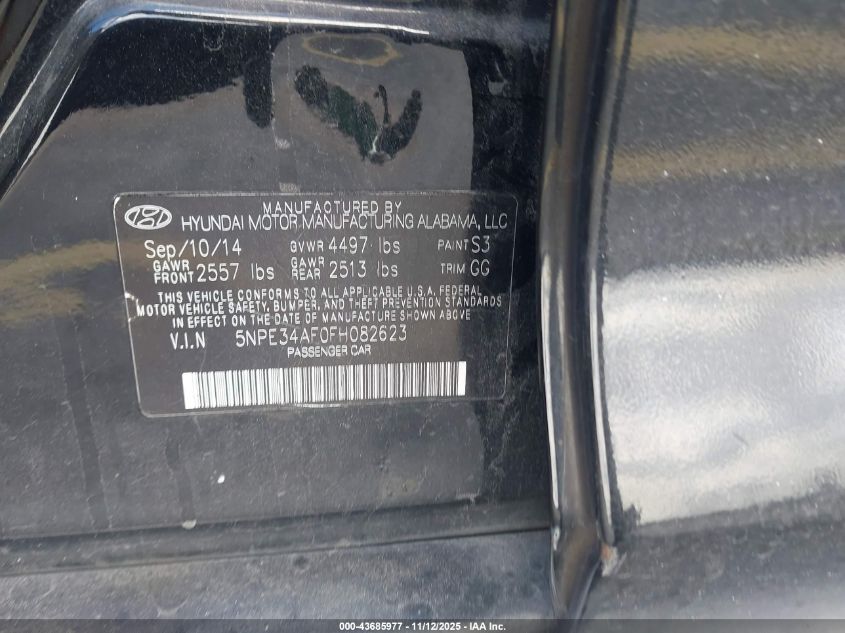 MANUFACTURED BY
HYUNDAI MOTOR MANUFACTURING ALABAMA, LLC
Sep/10/14 GVWR 4497 lbs PAINT S3
GAWR FRONT 2557 lbs GAWR REAR 2513 lbs TRIM GG
THIS VEHICLE CONFORMS TO ALL APPLICABLE U.S.A. FEDERAL
MOTOR VEHICLE SAFETY, BUMPER, AND THEFT PREVENTION STANDARDS
IN EFFECT ON THE DATE OF MANUFACTURE SHOWN ABOVE
V.I.N 5NPE34AF0FH082623
PASSENGER CAR
000-43685977 - 11/12/2025 - IAA Inc.